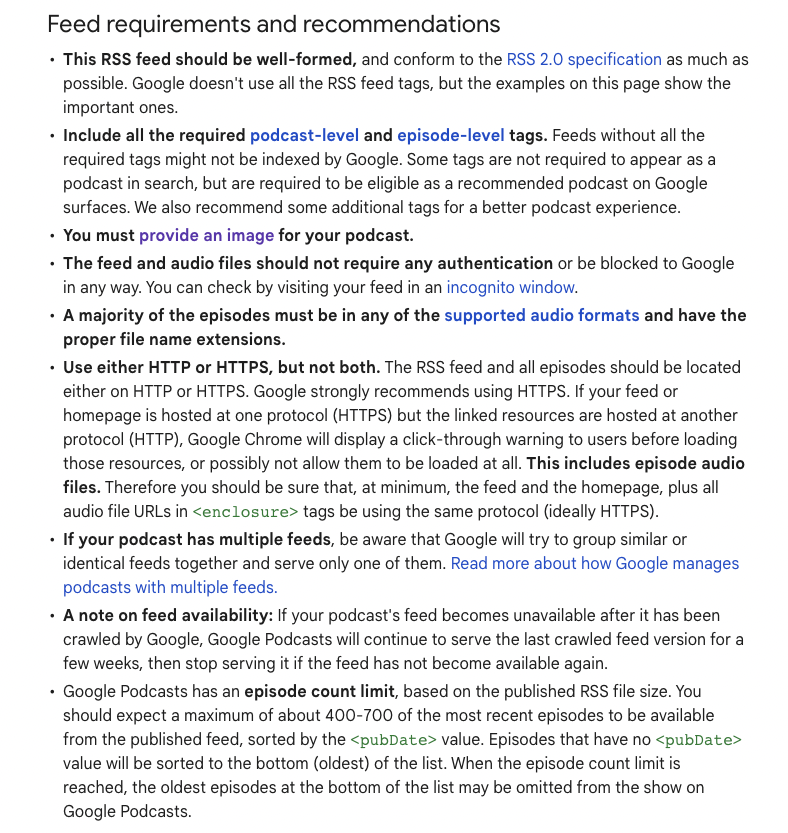 Feed requirements and recommendations
• This RSS feed should be well-formed, and conform to the RSS 2.0 specification as much as
possible. Google doesn't use all the RSS feed tags, but the examples on this page show the
important ones.
• Include all the required podcast-level and episode-level tags. Feeds without all the
required tags might not be indexed by Google. Some tags are not required to appear as a
podcast in search, but are required to be eligible as a recommended podcast on Google
surfaces. We also recommend some additional tags for a better podcast experience.
• You must provide an image for your podcast.
• The feed and audio files should not require any authentication or be blocked to Google
in any way. You can check by visiting your feed in an incognito window.
• A majority of the episodes must be in any of the supported audio formats and have the
proper file name extensions.
• Use either HTTP or HTTPS, but not both. The RSS feed and all episodes should be located
either on HTTP or HTTPS. Google strongly recommends using HTTPS. If your feed or
homepage is hosted at one protocol (HTTPS) but the linked resources are hosted at another
protocol (HTTP), Google Chrome will display a click-through warning to users before loading
those resources, or possibly not allow them to be loaded at all. This includes episode audio
files. Therefore you should be sure that, at minimum, the feed and the homepage, plus all
audio file URLs in <enclosure> tags be using the same protocol (ideally HTTPS).
• If your podcast has multiple feeds, be aware that Google will try to group similar or
identical feeds together and serve only one of them. Read more about how Google manages
podcasts with multiple feeds.
• A note on feed availability: If your podcast's feed becomes unavailable after it has been
crawled by Google, Google Podcasts will continue to serve the last crawled feed version for a
few weeks, then stop serving it if the feed has not become available again.
• Google Podcasts has an episode count limit, based on the published RSS file size. You
should expect a maximum of about 400-700 of the most recent episodes to be available
from the published feed, sorted by the <pubDate> value. Episodes that have no <pubDate>
value will be sorted to the bottom (oldest) of the list. When the episode count limit is
reached, the oldest episodes at the bottom of the list may be omitted from the show on
Google Podcasts.